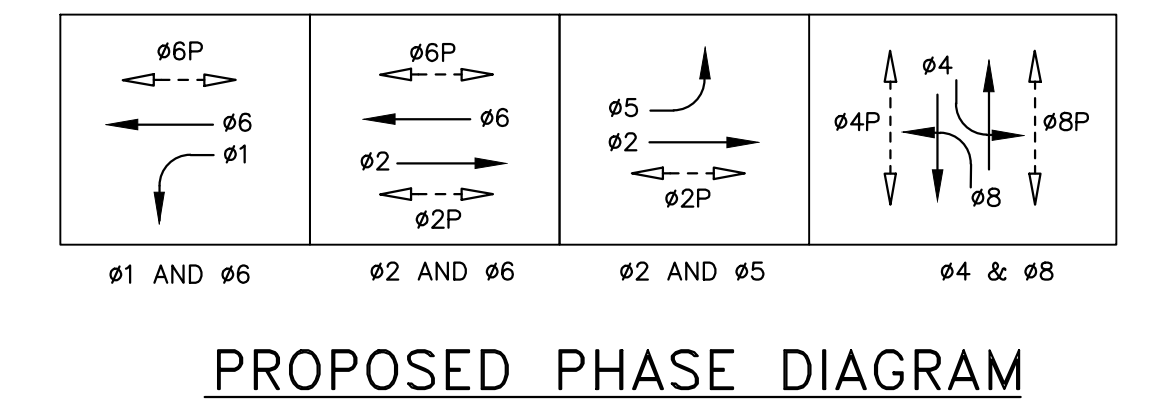 ø6P
ø6
ø1
ø6P
ø6
ø2
ø2P
ø5
ø2
ø2P
ø4
ø4P
ø8P
ø8
ø1 AND ø6
ø2 AND ø6
ø2 AND ø5
ø4 & ø8
PROPOSED PHASE DIAGRAM